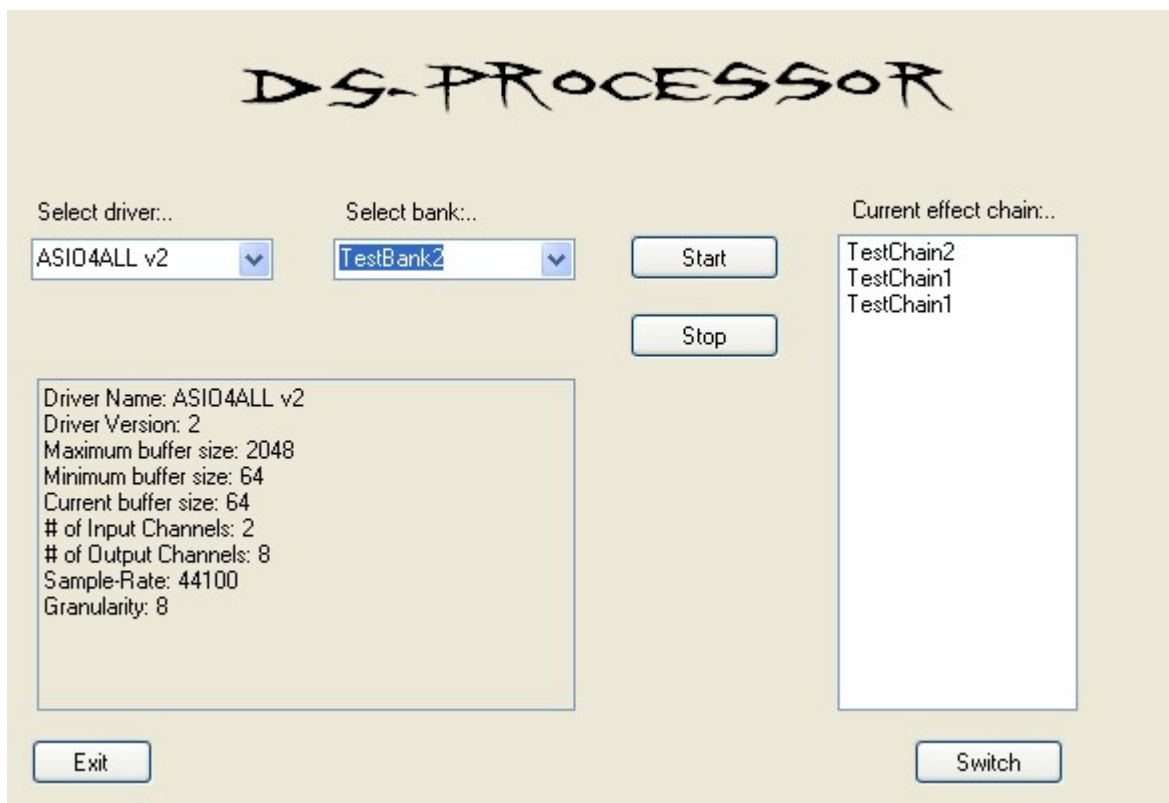 DS-PROCESSOR
Select driver:..
Select bank:..
Current effect chain:..
ASIO4ALL v2
TestBank2
Start
Stop
TestChain2
TestChain1
TestChain1
Driver Name: ASIO4ALL v2
Driver Version: 2
Maximum buffer size: 2048
Minimum buffer size: 64
Current buffer size: 64
# of Input Channels: 2
# of Output Channels: 8
Sample-Rate: 44100
Granularity: 8
Exit
Switch